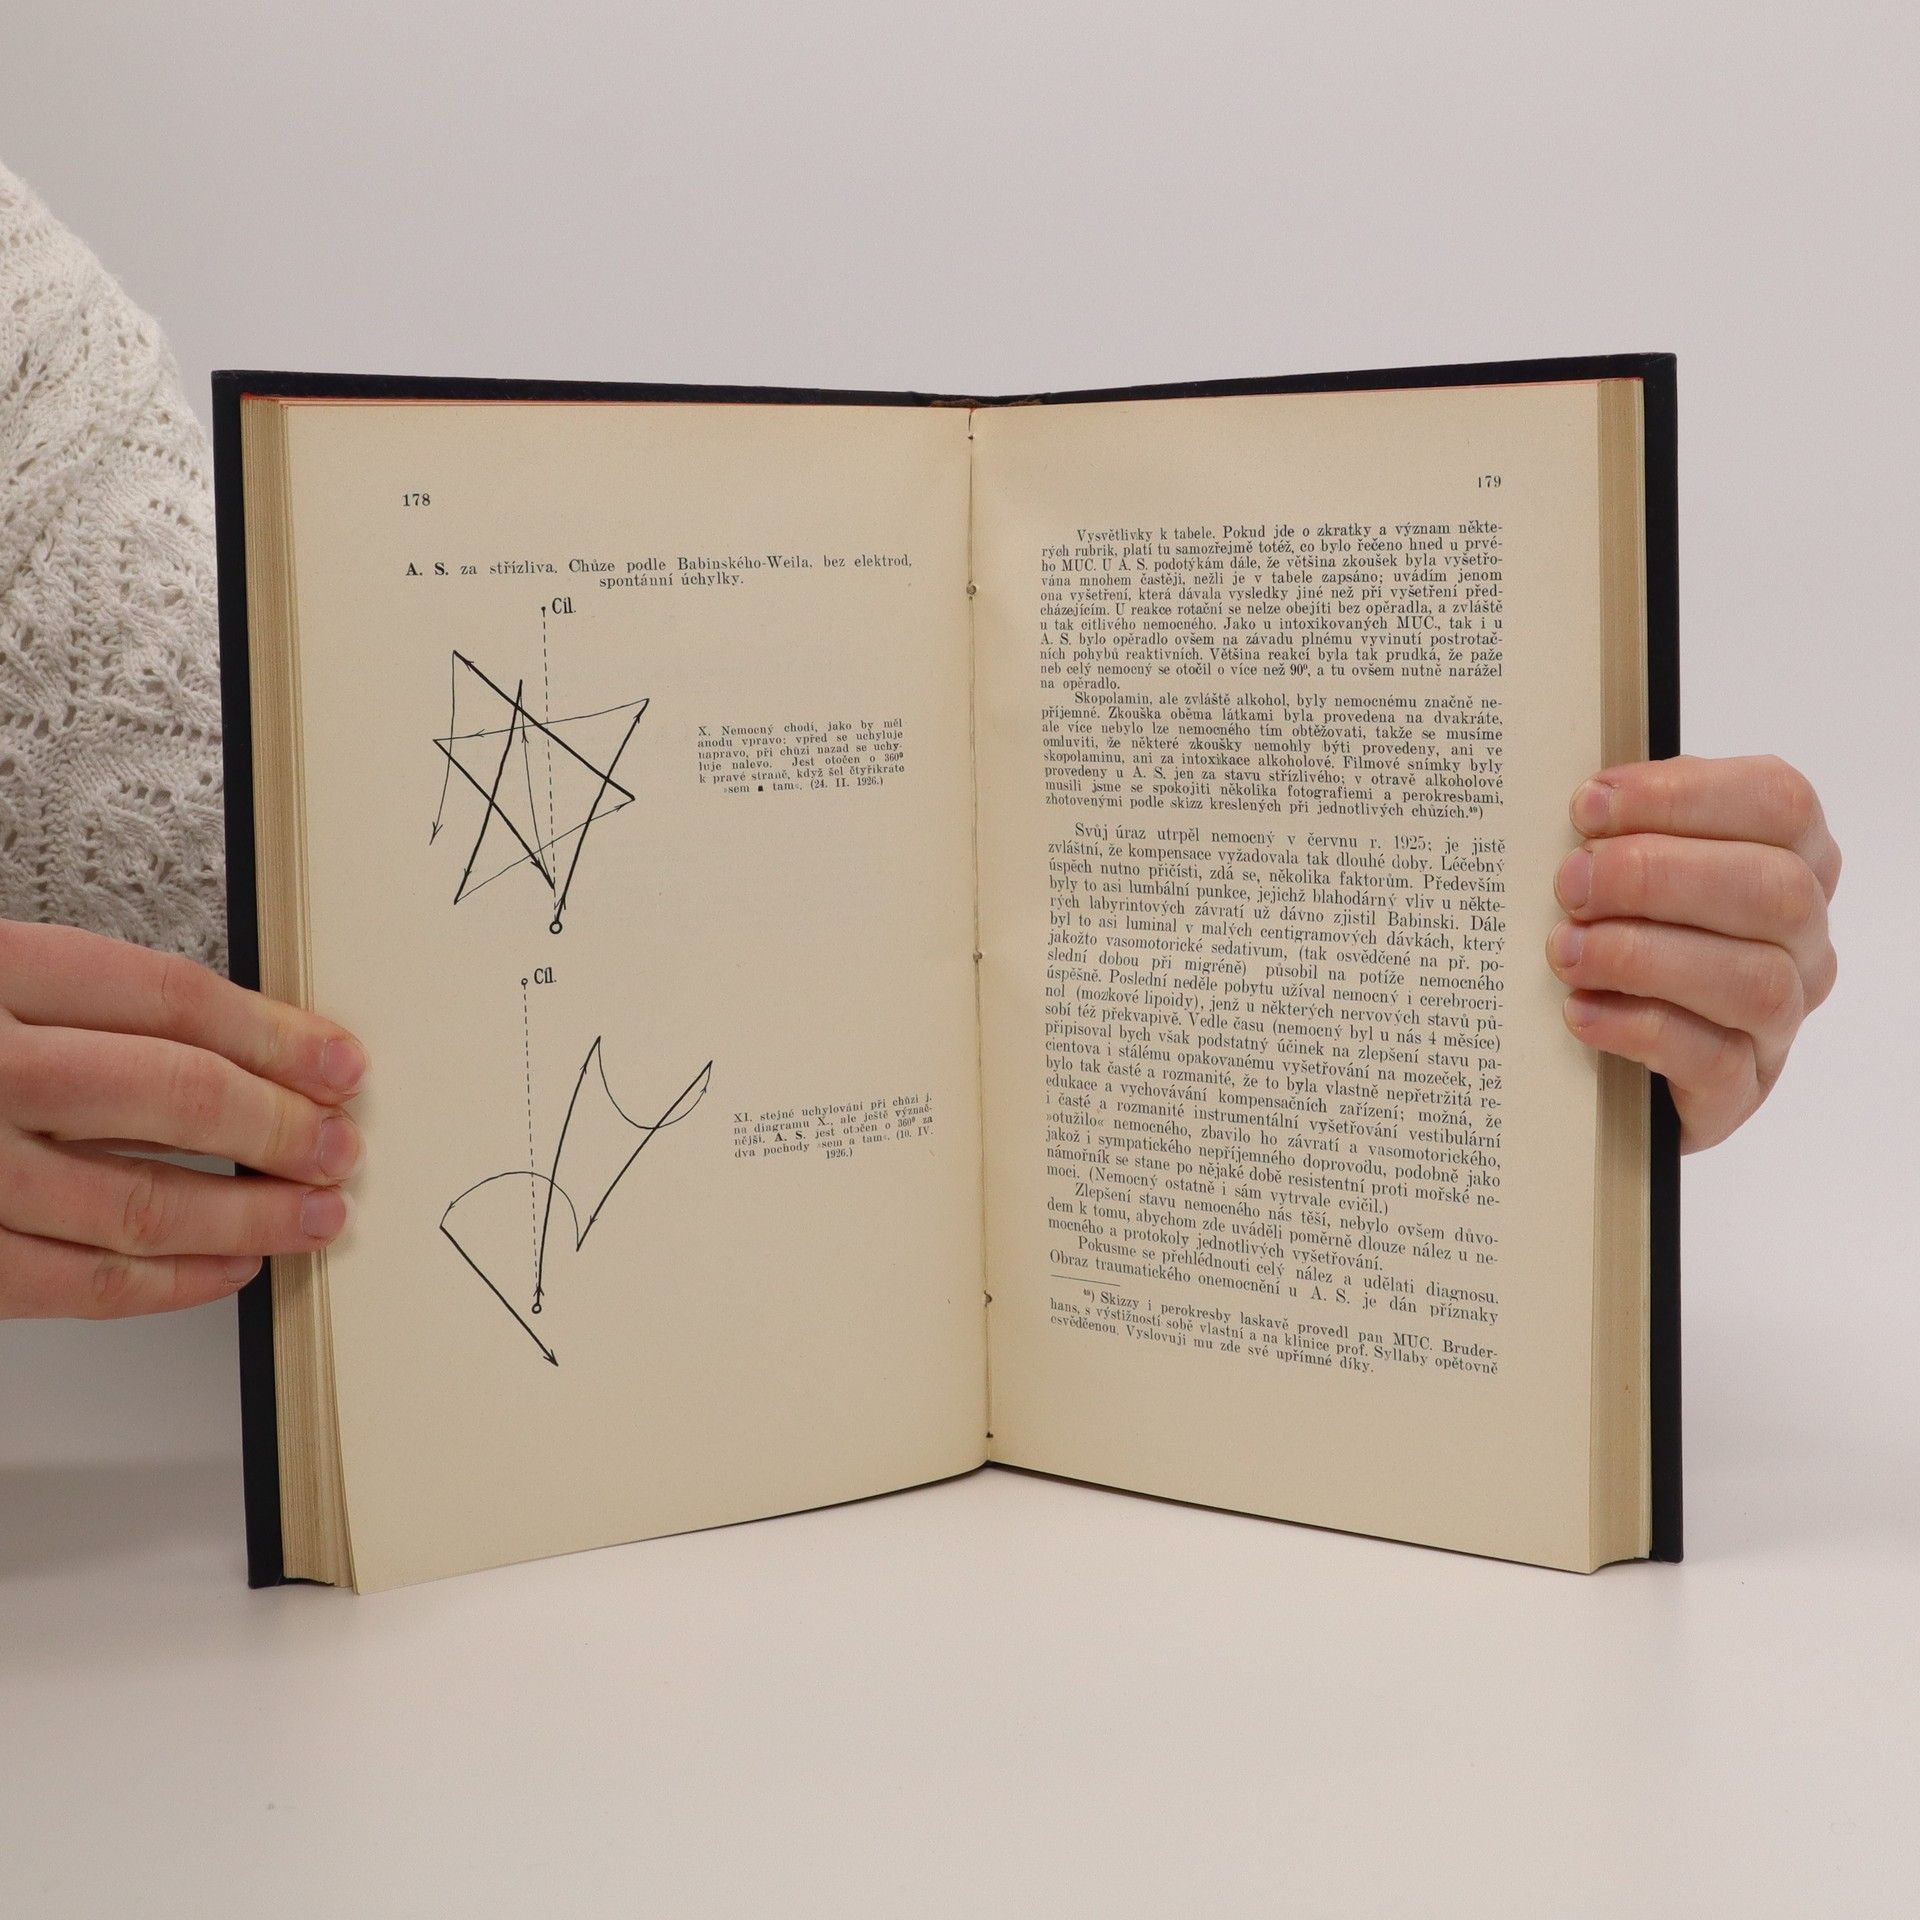 178
A. S. za střízliva. Chůze podle Babinského-Weila, bez elektrod,
spontánní úchylky.
Cíl.
X. Nemocný chodí, jako by měl
anodu vpravo: vpřed se uchyluje
napravo, při chůzi nazad se uchy-
luje nalevo. Jest otočen o 360°
k pravé straně, když šel čtyřikráte
»sem a tam«. (24. II. 1926.)
Cíl.
XI. stejné uchylování při chůzi j.
na diagramu X., ale ještě význač-
nější. A. S. jest otočen o 360° za
dva pochody »sem a tam«. (10. IV.
1926.)
179
Vysvětlivky k tabele. Pokud jde o zkratky a význam někte-
rých rubrik, platí tu samozřejmě totéž, co bylo řečeno hned u prvé-
ho MUC. U A. S. podotýkám dále, že většina zkoušek byla vyšetřo-
vána mnohem častěji, nežli je v tabele zapsáno; uvádím jenom
ona vyšetření, která dávala vysledky jiné než při vyšetření před-
cházejícím. U reakce rotační se nelze obejíti bez opěradla, a zvláště
u tak citlivého nemocného. Jako u intoxikovaných MUC., tak i u
A. S. bylo opěradlo ovšem na závadu plnému vyvinutí postrotač-
ních pohybů reaktivních. Většina reakcí byla tak prudká, že paže
neb celý nemocný se otočil o více než 90°, a tu ovšem nutně narážel
na opěradlo.
Skopolamin, ale zvláště alkohol, byly nemocnému značně ne-
příjemné. Zkouška oběma látkami byla provedena na dvakráte,
ale více nebylo lze nemocného tím obtěžovati, takže se musíme
omluviti, že některé zkoušky nemohly býti provedeny, ani ve
skopolaminu, ani za intoxikace alkoholové. Filmové snímky byly
provedeny u A. S. jen za stavu střízlivého; v otravě alkoholové
musili jsme se spokojiti několika fotografiemi a perokresbami,
zhotovenými podle skizz kreslených při jednotlivých chůzích.⁴⁹)
Svůj úraz utrpěl nemocný v červnu r. 1925; je jistě
zvláštní, že kompensace vyžadovala tak dlouhé doby. Léčebný
úspěch nutno přičísti, zdá se, několika faktorům. Především
byly to asi lumbální punkce, jejichž blahodárný vliv u někte-
rých labyrintových závratí už dávno zjistil Babinski. Dále
byl to asi luminal v malých centigramových dávkách, který
jakožto vasomotorické sedativum, (tak osvědčené na př. po-
slední dobou při migréně) působil na potíže nemocného
úspěšně. Poslední neděle pobytu užíval nemocný i cerebrocri-
nol (mozkové lipoidy), jenž u některých nervových stavů pů-
sobí též překvapivě. Vedle času (nemocný byl u nás 4 měsíce)
připisoval bych však podstatný účinek na zlepšení stavu pa-
cientova i stálému opakovanému vyšetřování na mozeček, jež
bylo tak časté a rozmanité, že to byla vlastně nepřetržitá re-
edukace a vychovávání kompensačních zařízení; možná, že
i časté a rozmanité instrumentální vyšetřování vestibulární
»otužilo« nemocného, zbavilo ho závratí a vasomotorického,
jakož i sympatického nepříjemného doprovodu, podobně jako
námořník se stane po nějaké době resistentní proti mořské ne-
moci. (Nemocný ostatně i sám vytrvale cvičil.)
Zlepšení stavu nemocného nás těší, nebylo ovšem důvo-
dem k tomu, abychom zde uváděli poměrně dlouze nález u ne-
mocného a protokoly jednotlivých vyšetřování.
Pokusme se přehlédnouti celý nález a udělati diagnosu.
Obraz traumatického onemocnění u A. S. je dán příznaky
⁴⁹) Skizzy i perokresby laskavě provedl pan MUC. Bruder-
hans, s výstižností sobě vlastní a na klinice prof. Syllaby opětovně
osvědčenou. Vyslovuji mu zde své upřímné díky.